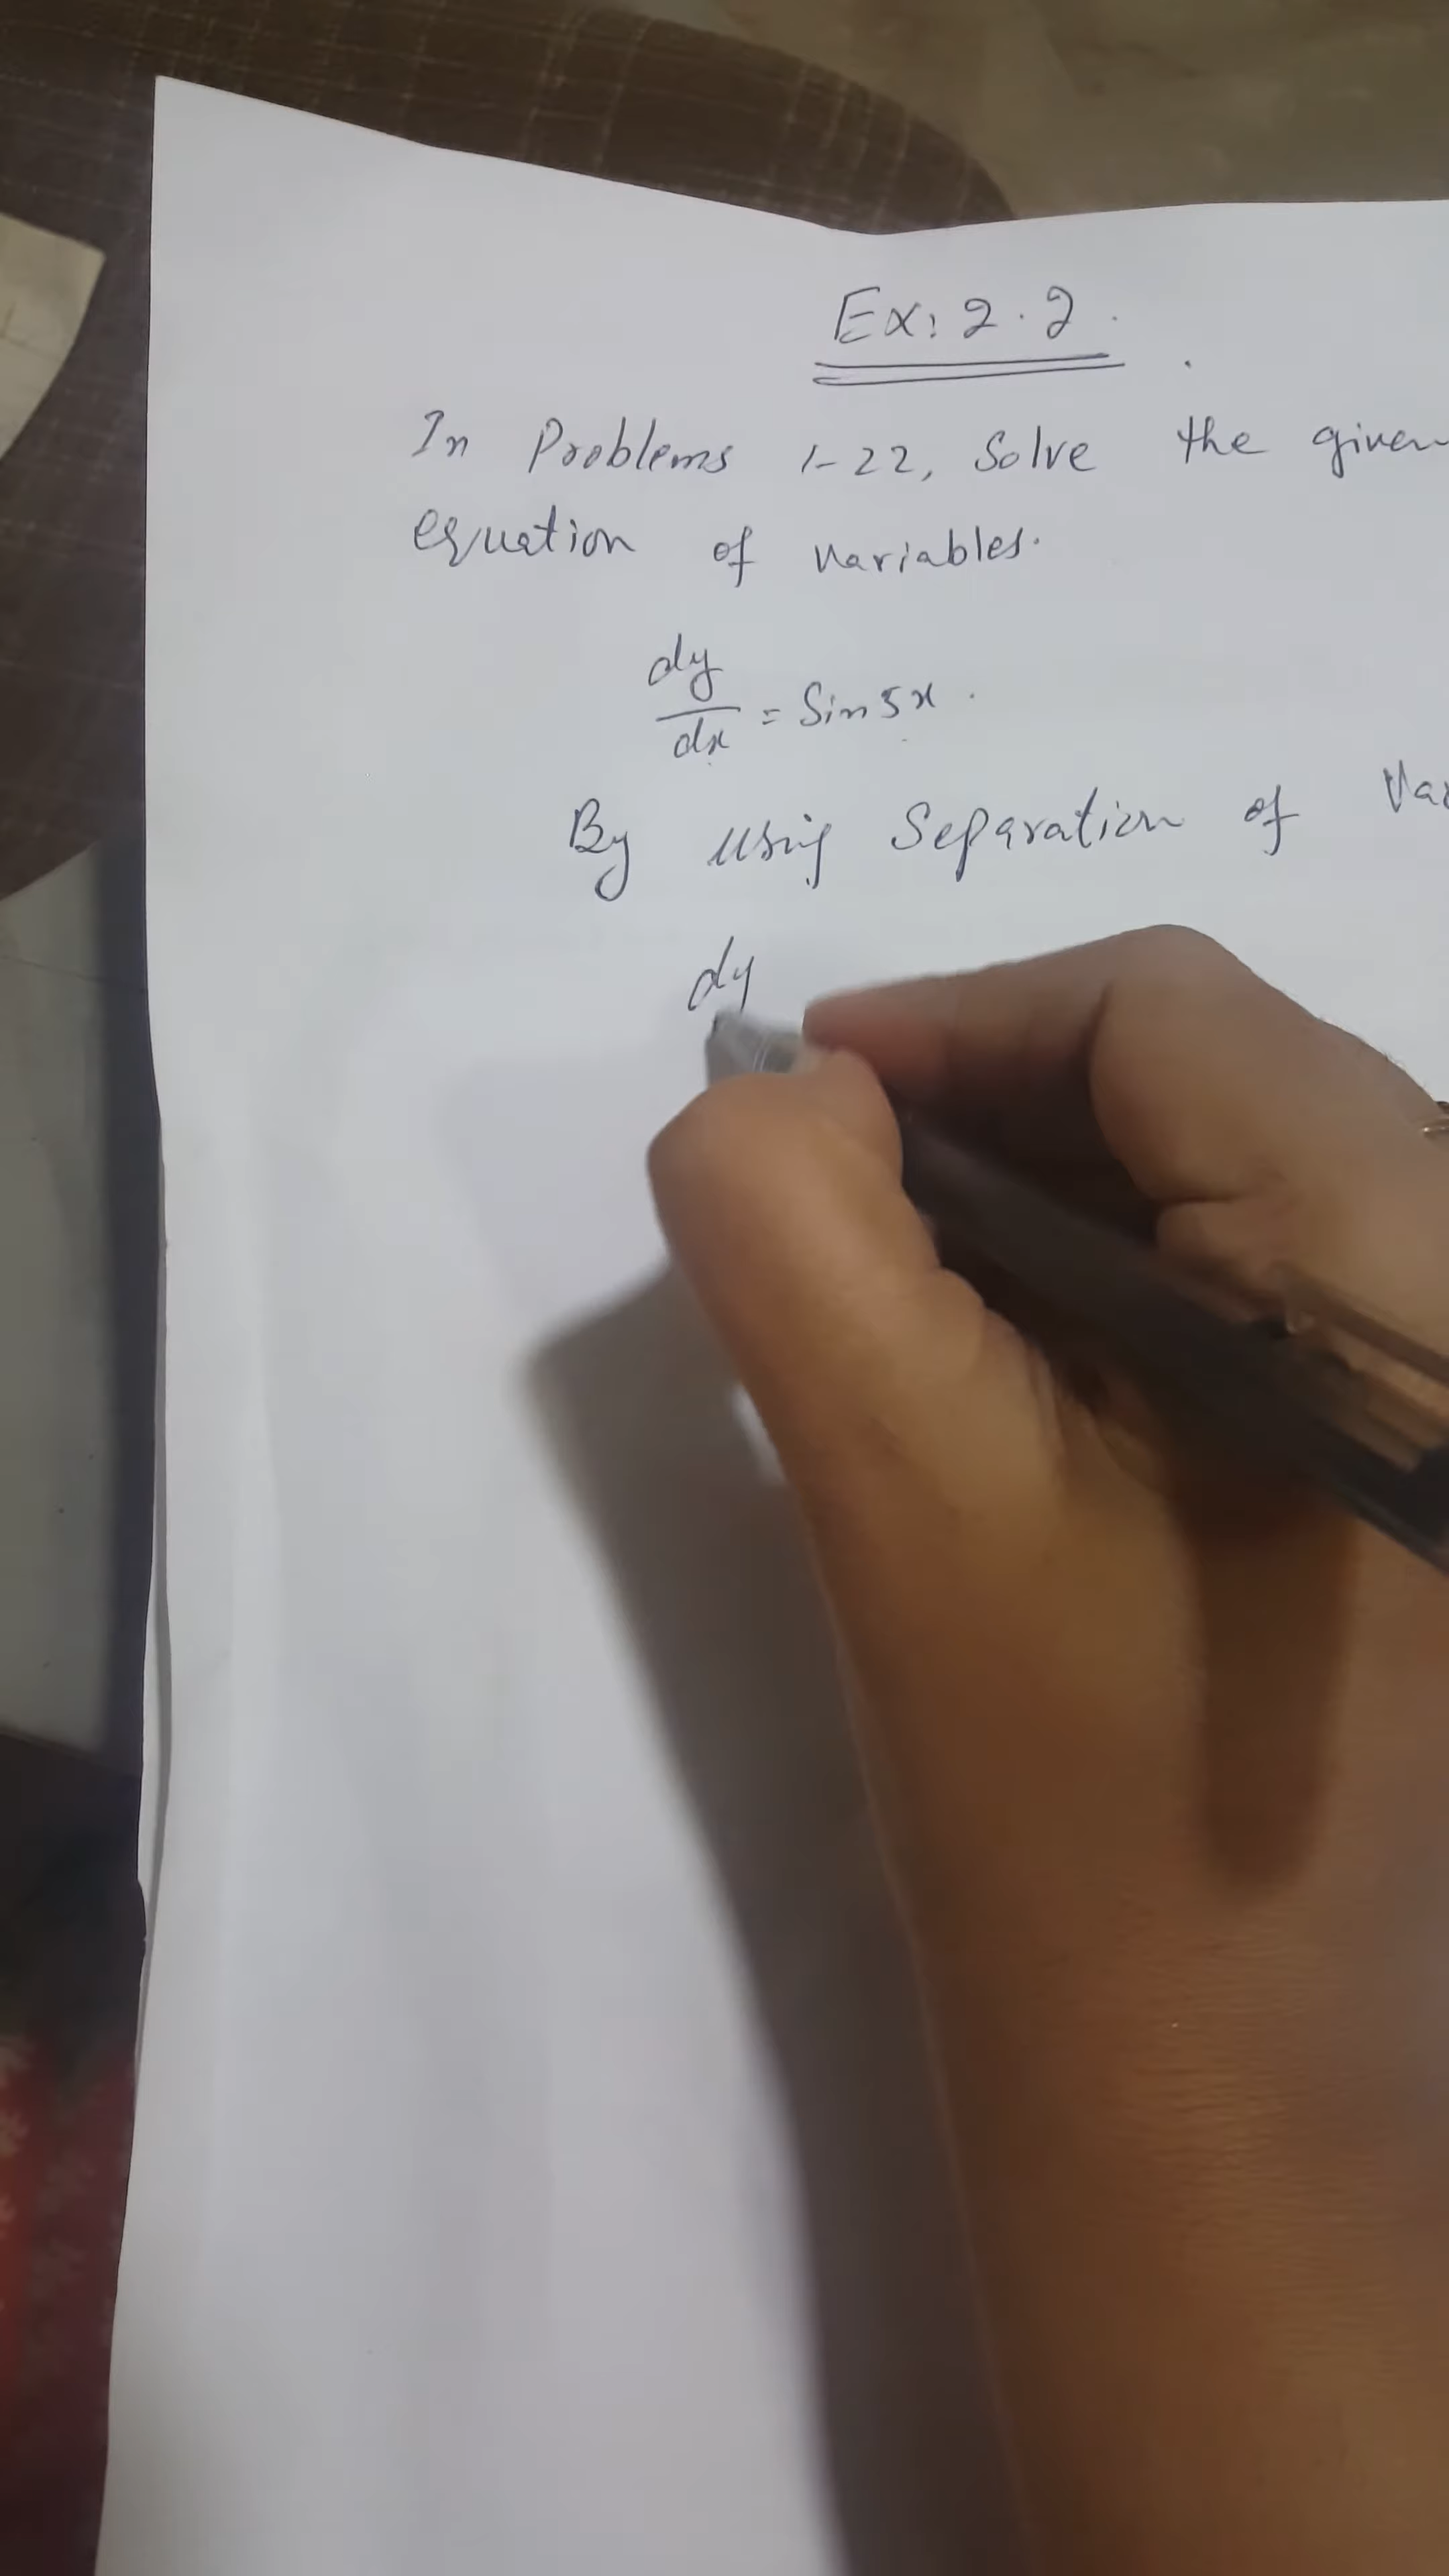 Ex: 2.2.
In Problems 1-22, Solve the given
equation of variables.
dy/dx = Sin 5x.
By using Separation of
dy